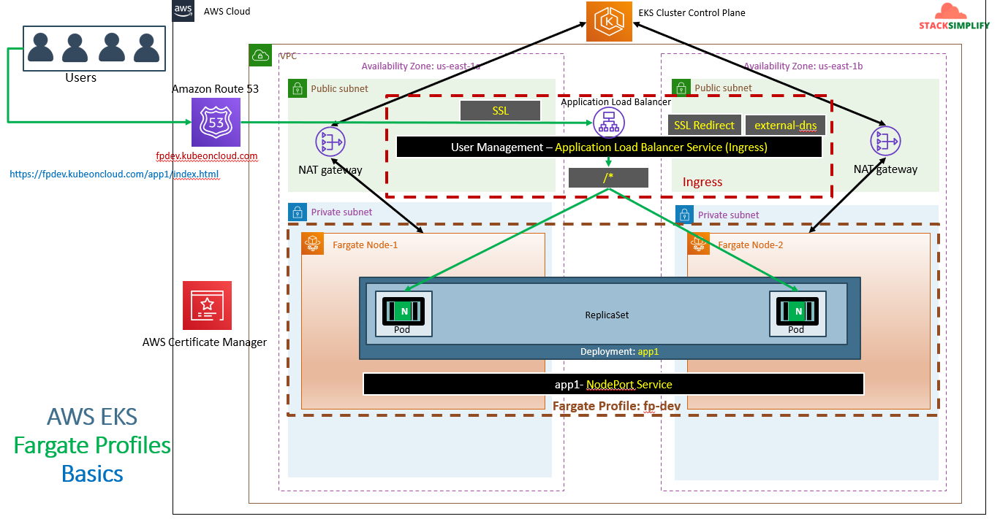 aws
AWS Cloud
EKS Cluster Control Plane
STACKSIMPLIFY
Users
VPC
Availability Zone: us-east-1a
Availability Zone: us-east-1b
Amazon Route 53
53
Public subnet
Public subnet
SSL
Application Load Balancer
SSL Redirect
external-dns
fpdev.kubeoncloud.com
User Management – Application Load Balancer Service (Ingress)
https://fpdev.kubeoncloud.com/app1/index.html
NAT gateway
NAT gateway
/*
Ingress
Private subnet
Private subnet
Fargate Node-1
Fargate Node-2
N
N
Pod
ReplicaSet
Pod
AWS Certificate Manager
Deployment: app1
app1- NodePort Service
Fargate Profile: fp-dev
AWS EKS
Fargate Profiles
Basics